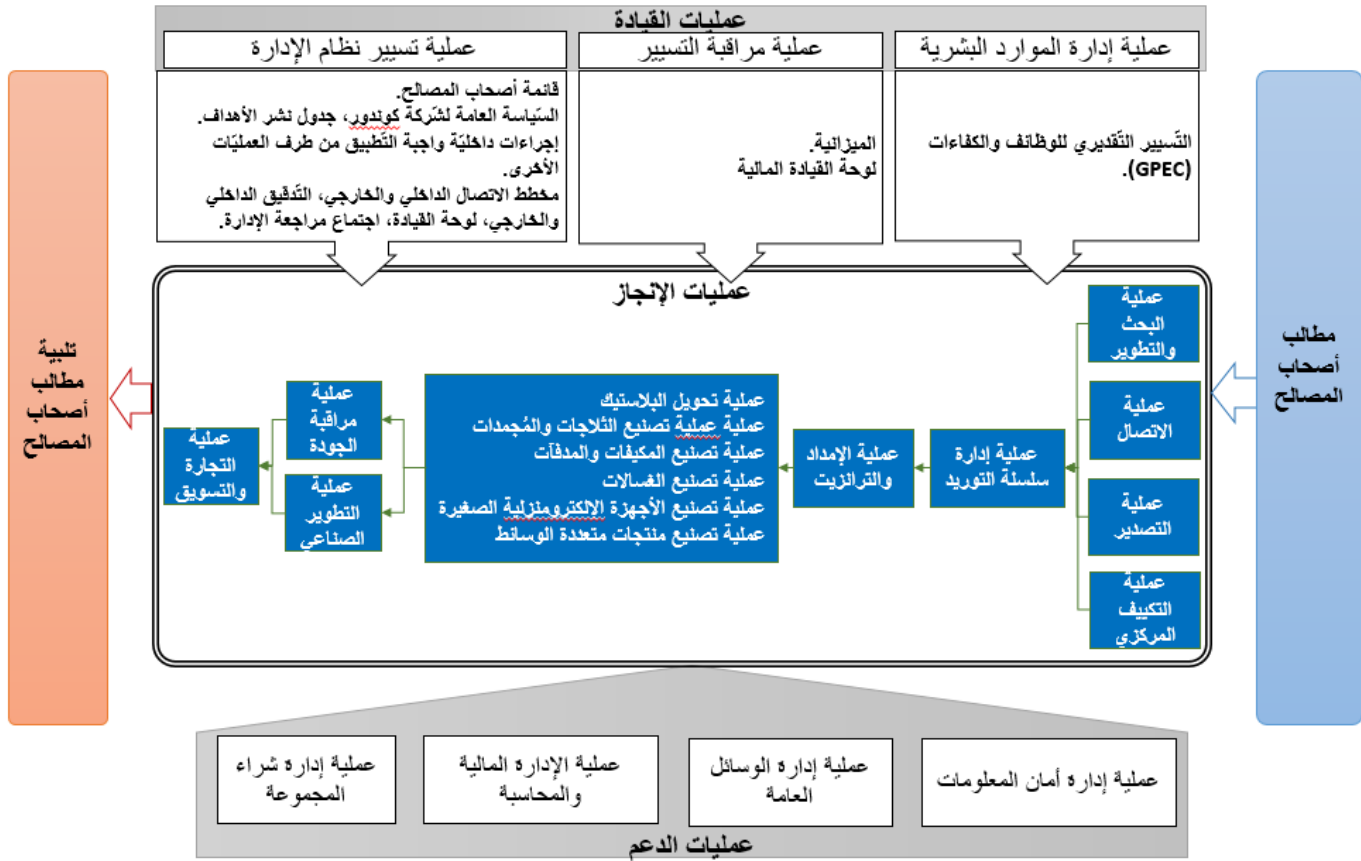 عمليات القيادة
عملية إدارة الموارد البشرية
عملية مراقبة التسيير
عملية تسيير نظام الإدارة
التّسيير التّقديري للوظائف والكفاءات
(GPEC).
الميزانية.
لوحة القيادة المالية
قائمة أصحاب المصالح.
السّياسة العامة لشّركة كوندور، جدول نشر الأهداف.
إجراءات داخليّة واجبة التّطبيق من طرف العمليّات
الأخرى.
مخطط الاتصال الداخلي والخارجي، التّدقيق الداخلي
والخارجي، لوحة القيادة، اجتماع مراجعة الإدارة.
مطالب
أصحاب
المصالح
عمليات الإنجاز
عملية
البحث
والتطوير
عملية
الاتصال
عملية
التصدير
عملية
التكييف
المركزي
عملية إدارة
سلسلة التوريد
عملية الإمداد
والترانزيت
عملية تحويل البلاستيك
عملية عملية تصنيع الثلاجات والمُجمدات
عملية تصنيع المكيفات والمدفآت
عملية تصنيع الغسالات
عملية تصنيع الأجهزة الإلكترومنزلية الصغيرة
عملية تصنيع منتجات متعددة الوسائط
عملية
مراقبة
الجودة
عملية
التطوير
الصناعي
عملية
التجارة
والتسويق
تلبية
مطالب
أصحاب
المصالح
عملية إدارة أمان المعلومات
عملية إدارة الوسائل
العامة
عملية الإدارة المالية
والمحاسبة
عملية إدارة شراء
المجموعة
عمليات الدعم